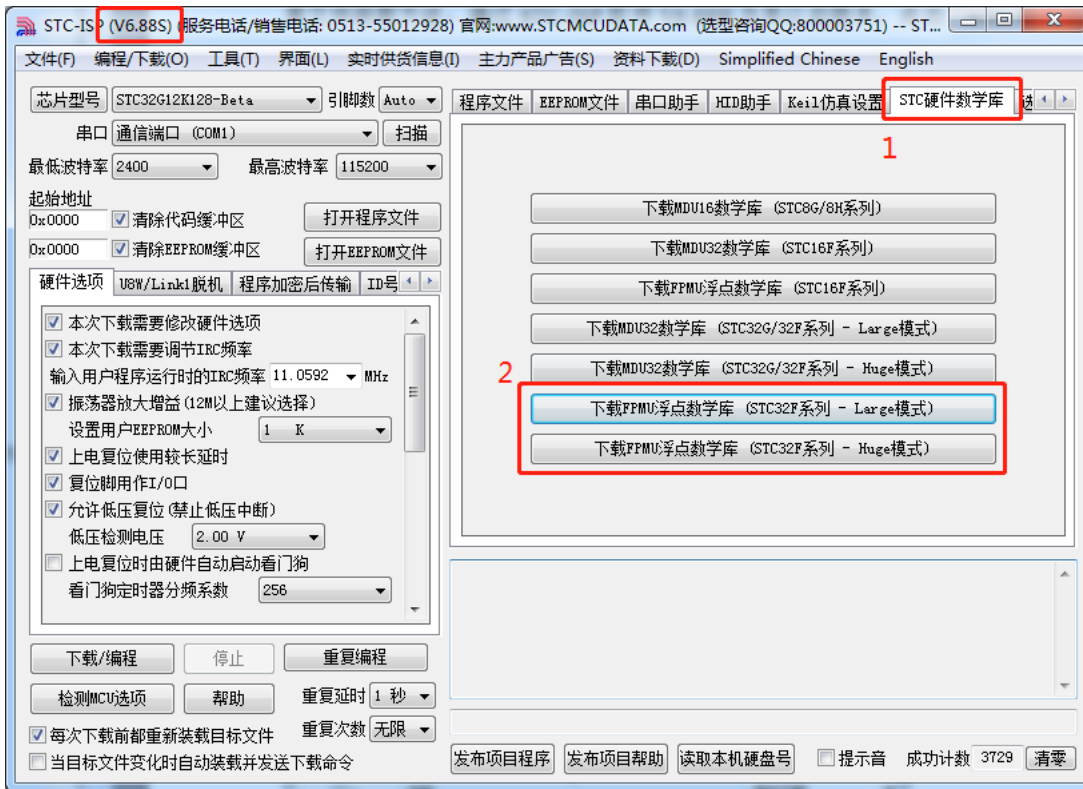 STC-ISP (V6.88S) (服务电话/销售电话: 0513-55012928) 官网:www.STCMCUDATA.com (选型咨询QQ:800003751) -- ST...
文件(F) 编程/下载(O) 工具(T) 界面(L) 实时供货信息(I) 主力产品广告(S) 资料下载(D) Simplified Chinese English
芯片型号 STC32G12K128-Beta 引脚数 Auto
串口 通信端口 (COM1) 扫描
最低波特率 2400 最高波特率 115200
起始地址
0x0000 清除代码缓冲区 打开程序文件
0x0000 清除EEPROM缓冲区 打开EEPROM文件
硬件选项 U8W/Link1脱机 程序加密后传输 ID号
本次下载需要修改硬件选项
本次下载需要调节IRC频率
输入用户程序运行时的IRC频率 11.0592 MHz
振荡器放大增益(12M以上建议选择)
设置用户EEPROM大小 1 K
上电复位使用较长延时
复位脚用作I/O口
允许低压复位(禁止低压中断)
低压检测电压 2.00 V
上电复位时由硬件自动启动看门狗
看门狗定时器分频系数 256
下载/编程 停止 重复编程
检测MCU选项 帮助 重复延时 1 秒
每次下载前都重新装载目标文件 重复次数 无限
当目标文件变化时自动装载并发送下载命令
程序文件 EEPROM文件 串口助手 HID助手 Keil仿真设置 STC硬件数学库
1
下载MDU16数学库 (STC8G/8H系列)
下载MDU32数学库 (STC16F系列)
下载FPMU浮点数学库 (STC16F系列)
下载MDU32数学库 (STC32G/32F系列 - Large模式)
下载MDU32数学库 (STC32G/32F系列 - Huge模式)
2
下载FPMU浮点数学库 (STC32F系列 - Large模式)
下载FPMU浮点数学库 (STC32F系列 - Huge模式)
发布项目程序 发布项目帮助 读取本机硬盘号 提示音 成功计数 3729 清零